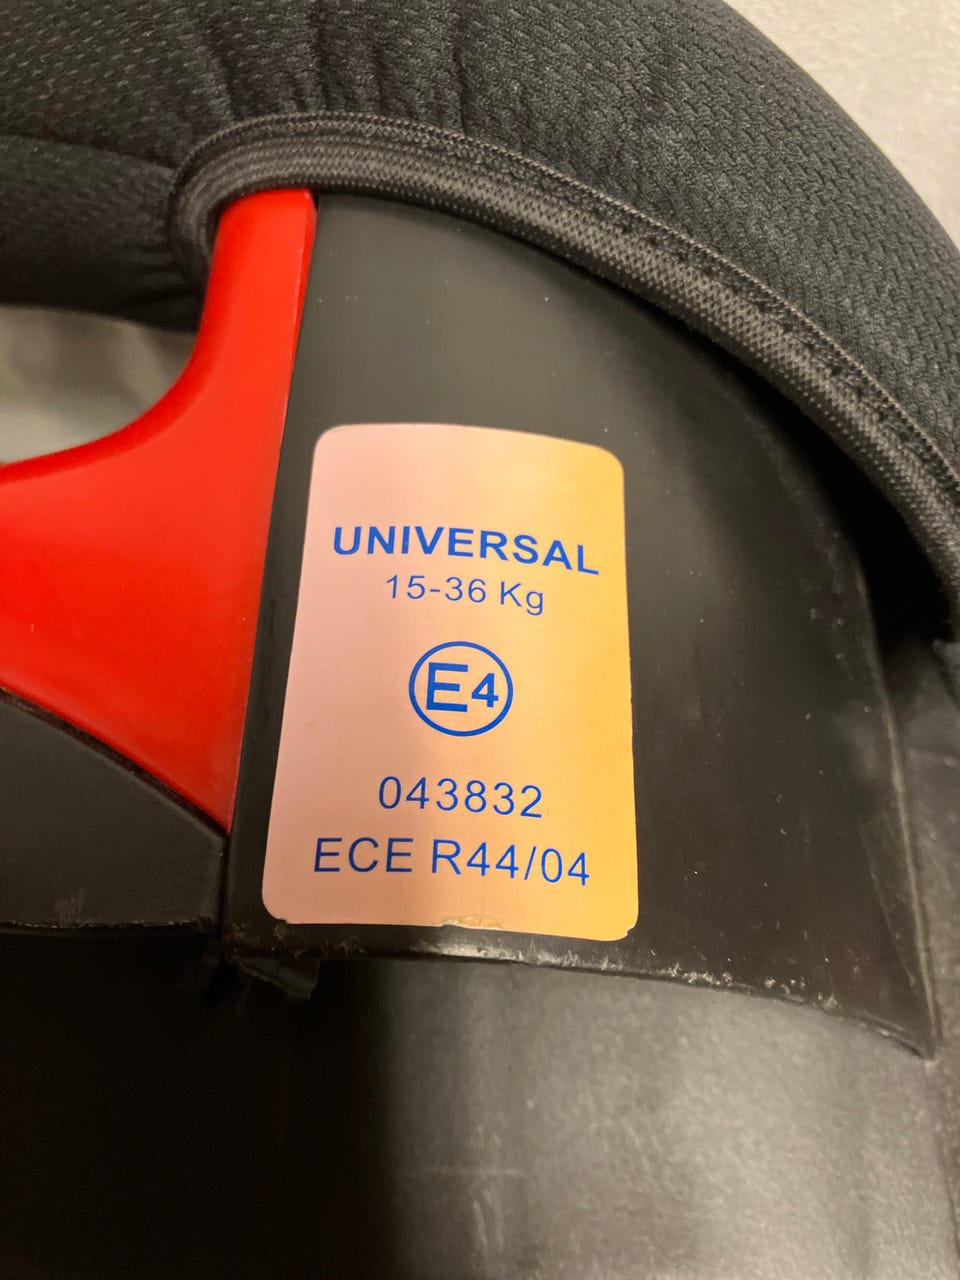 UNIVERSAL
15-36 Kg
E4
043832
ECE R44/04